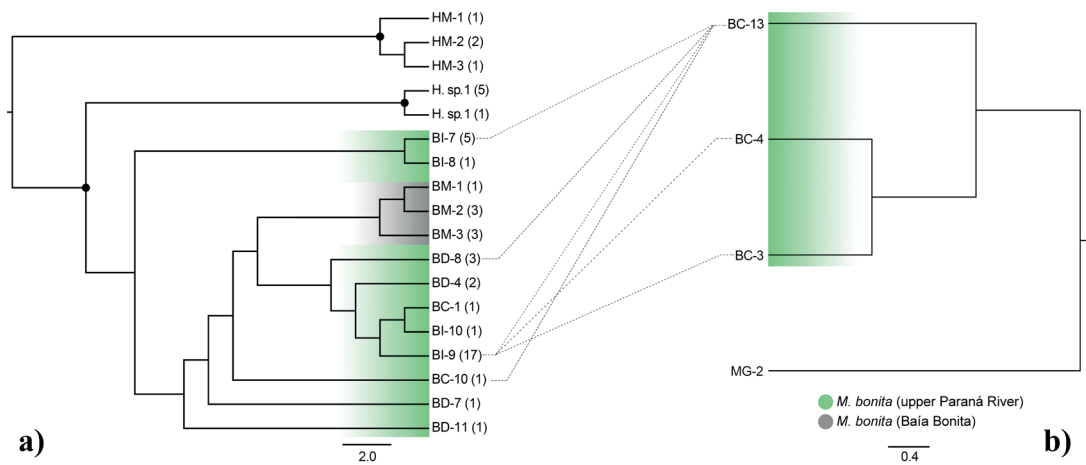 HM-1 (1)
HM-2 (2)
HM-3 (1)
H. sp.1 (5)
H. sp.1 (1)
BI-7 (5)
BI-8 (1)
BM-1 (1)
BM-2 (3)
BM-3 (3)
BD-8 (3)
BD-4 (2)
BC-1 (1)
BI-10 (1)
BI-9 (17)
BC-10 (1)
BD-7 (1)
BD-11 (1)
a)
2.0
BC-13
BC-4
BC-3
MG-2
M. bonita (upper Paraná River)
M. bonita (Baía Bonita)
0.4
b)